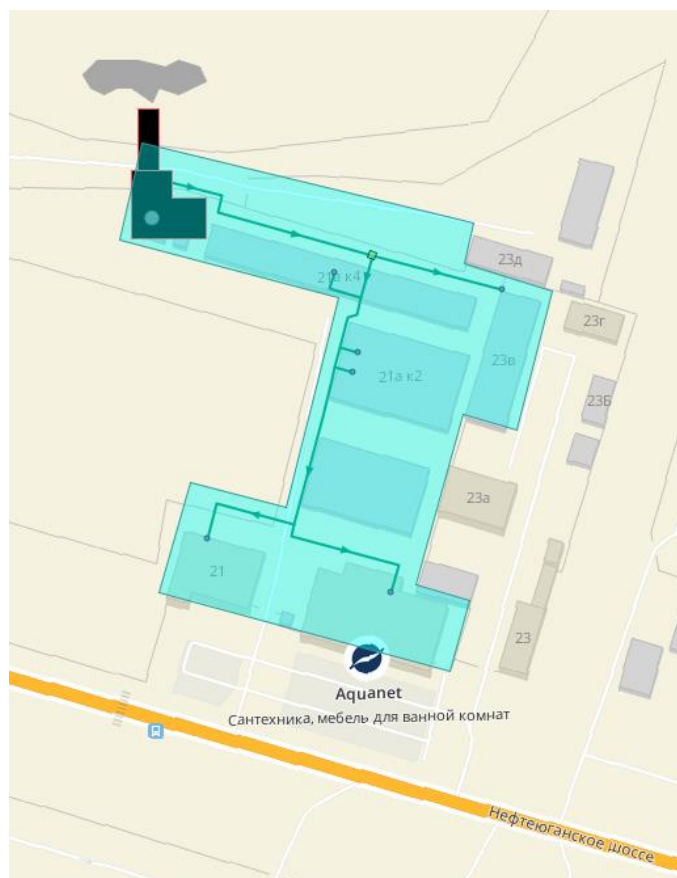 23д
21а к4
23г
21а к2
23в
23Б
23а
21
23
Aquanet
Сантехника, мебель для ванной комнат
Нефтеюганское шоссе